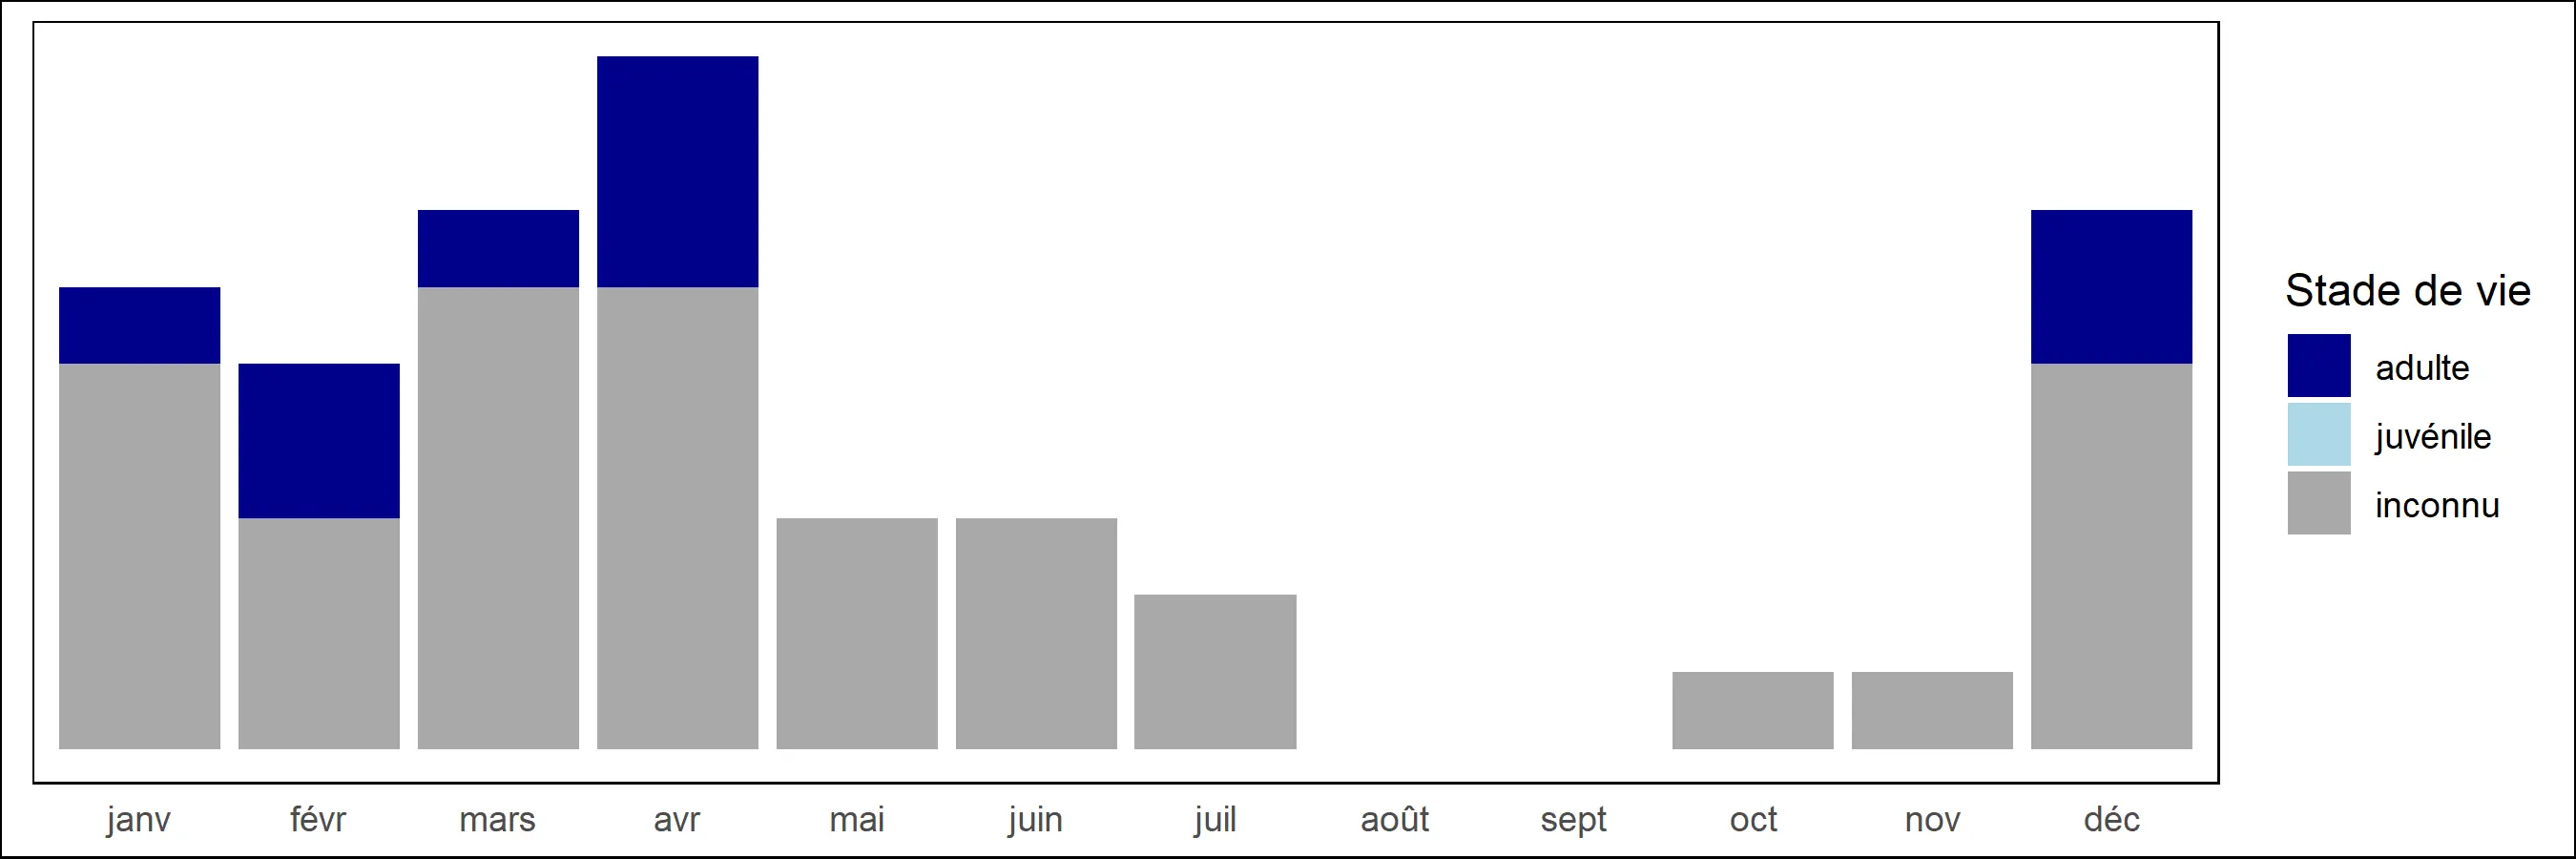 Stade de vie
adulte
juvénile
inconnu
janv févr mars avr mai juin juil août sept oct nov déc